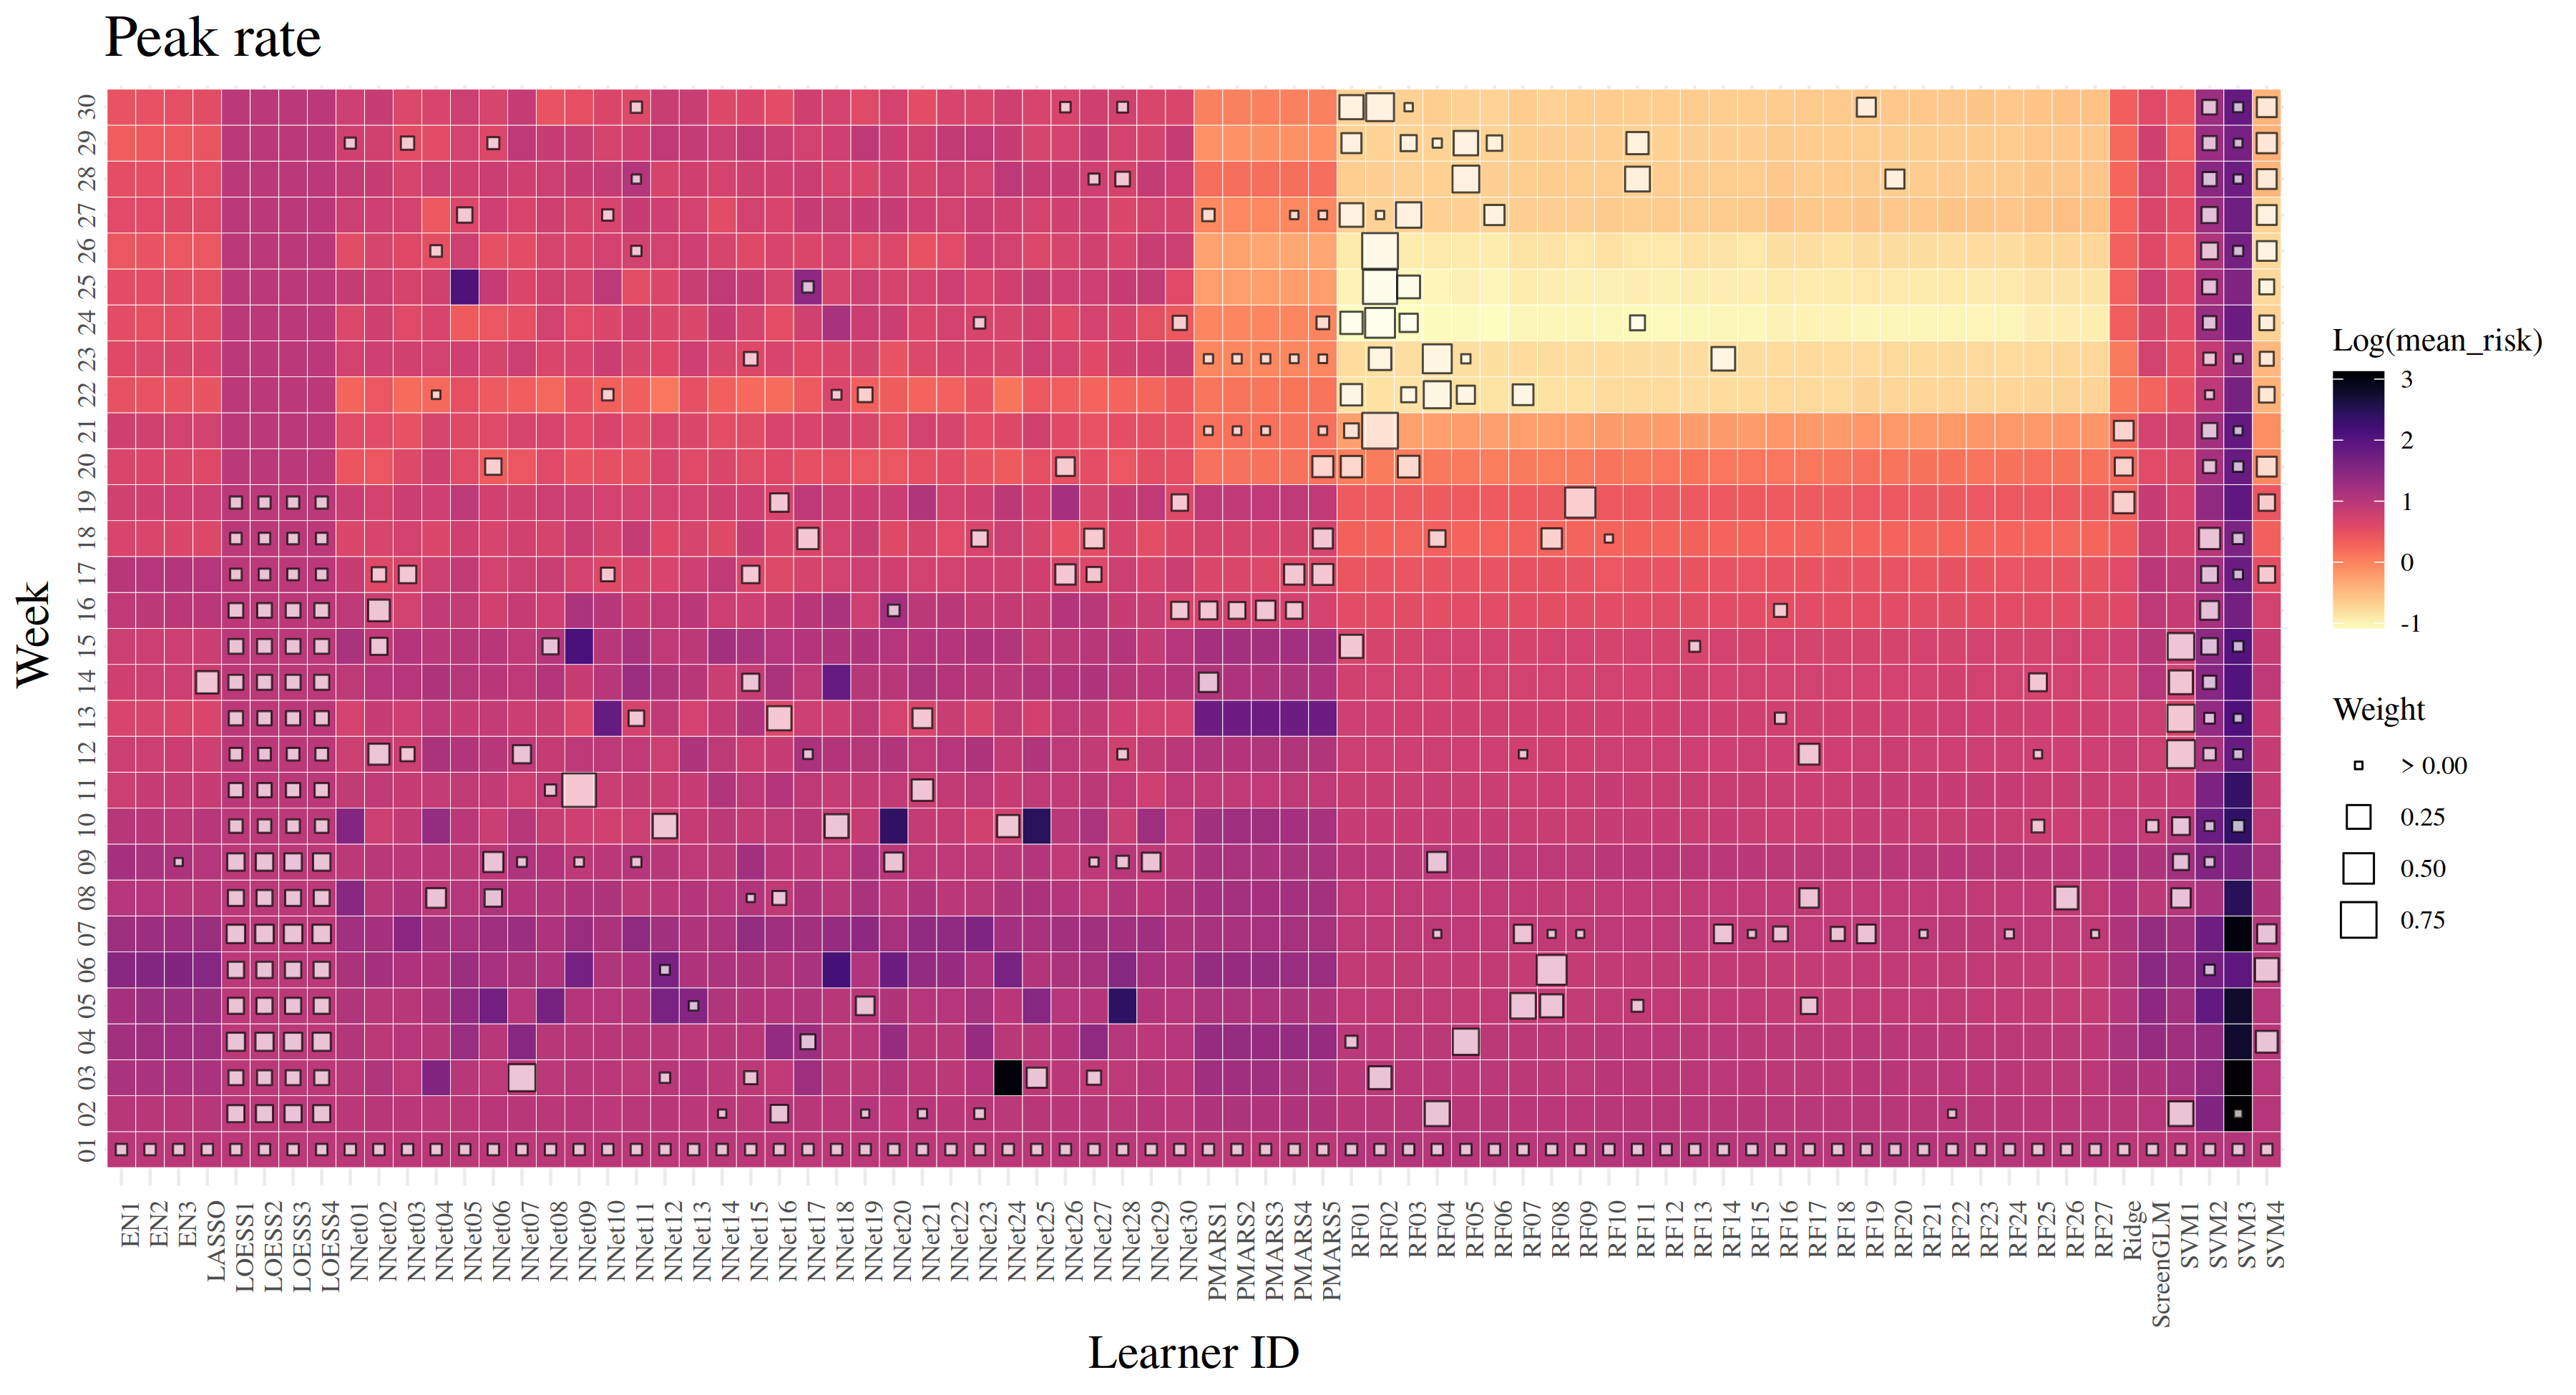 Peak rate
Week
30
29
28
27
26
25
24
23
22
21
20
19
18
17
16
15
14
13
12
11
10
09
08
07
06
05
04
03
02
01
EN1
EN2
EN3
LASSO
LOESS1
LOESS2
LOESS3
LOESS4
NNet01
NNet02
NNet03
NNet04
NNet05
NNet06
NNet07
NNet08
NNet09
NNet10
NNet11
NNet12
NNet13
NNet14
NNet15
NNet16
NNet17
NNet18
NNet19
NNet20
NNet21
NNet22
NNet23
NNet24
NNet25
NNet26
NNet27
NNet28
NNet29
NNet30
PMARS1
PMARS2
PMARS3
PMARS4
PMARS5
RF01
RF02
RF03
RF04
RF05
RF06
RF07
RF08
RF09
RF10
RF11
RF12
RF13
RF14
RF15
RF16
RF17
RF18
RF19
RF20
RF21
RF22
RF23
RF24
RF25
RF26
RF27
Ridge
ScreenGLM
SVM1
SVM2
SVM3
SVM4
Learner ID
Log(mean_risk)
3
2
1
0
-1
Weight
> 0.00
0.25
0.50
0.75